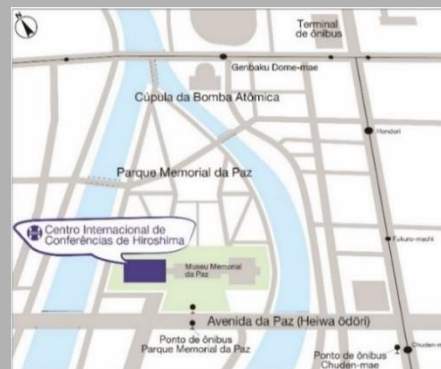 N
Terminal
de ônibus
Genbaku Dome-mae
Cúpula da Bomba Atômica
Hondori
Parque Memorial da Paz
Centro Internacional de
Conferências de Hiroshima
Fukuro-machi
Museu Memorial
da Paz
Avenida da Paz (Heiwa ōdōri)
Ponto de ônibus
Parque Memorial da Paz
Ponto de ônibus
Chuden-mae